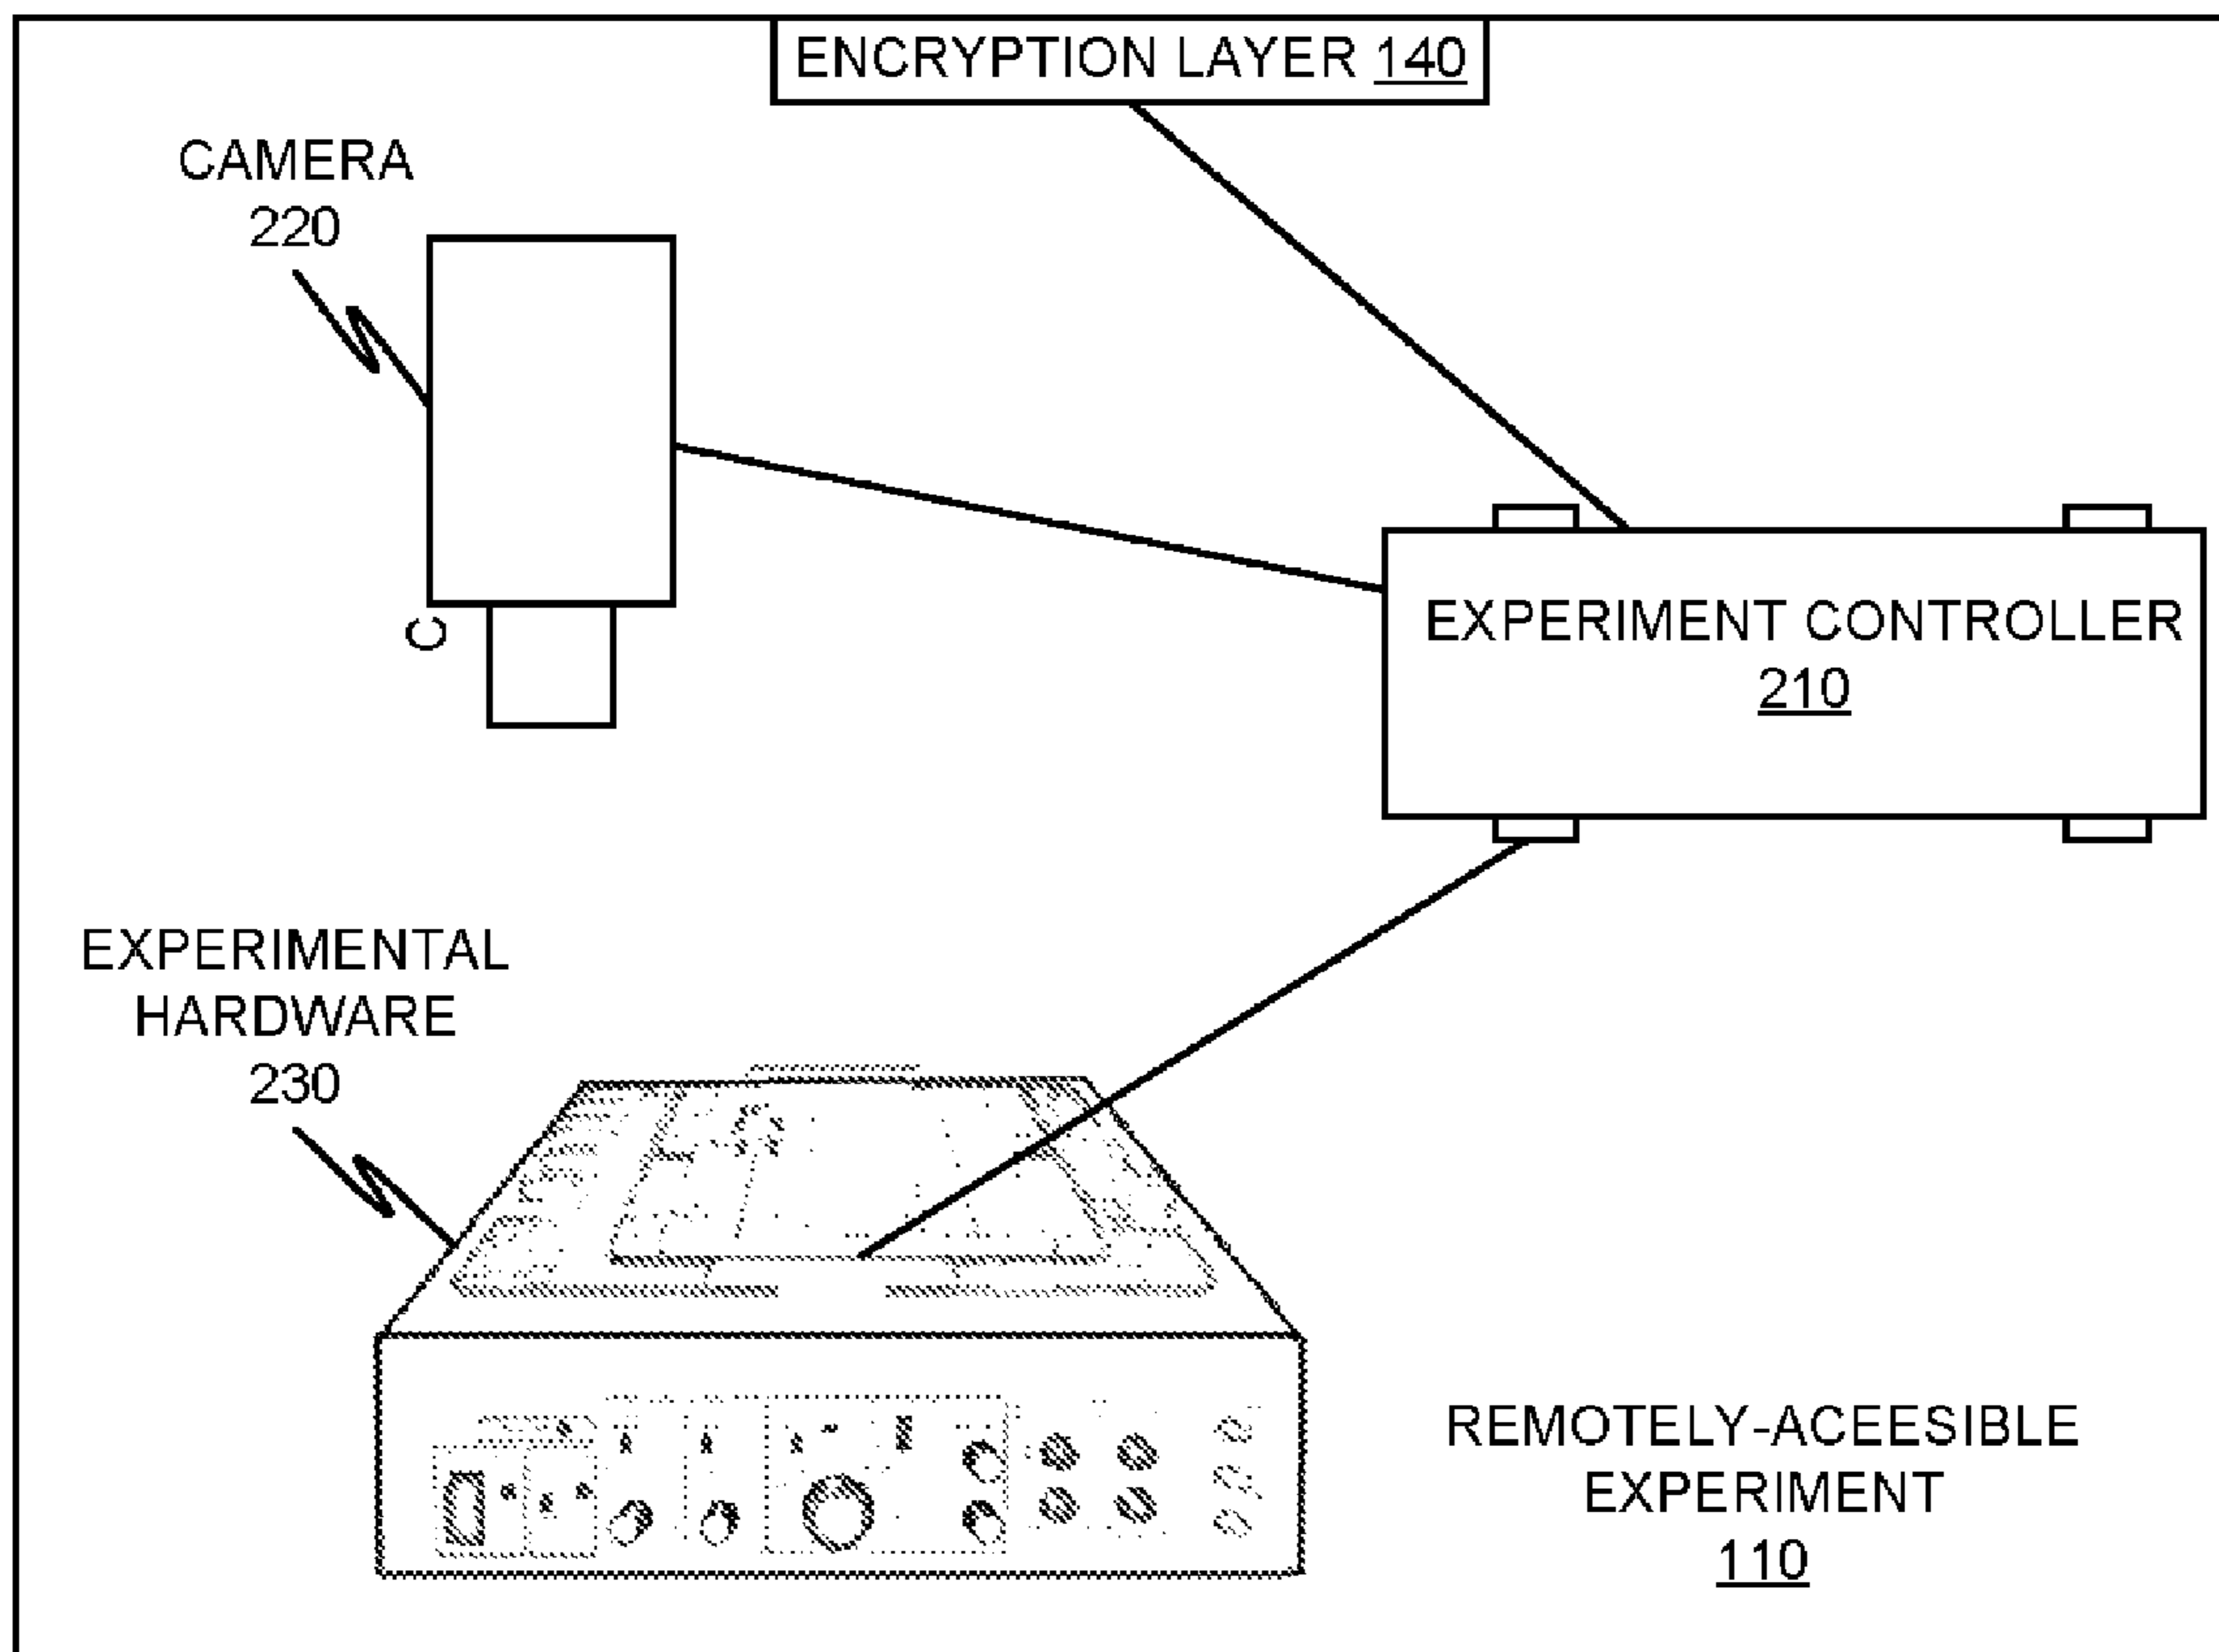 ENCRYPTION LAYER 140
CAMERA
220
C
EXPERIMENT CONTROLLER
210
EXPERIMENTAL
HARDWARE
230
REMOTELY-ACEESIBLE
EXPERIMENT
110